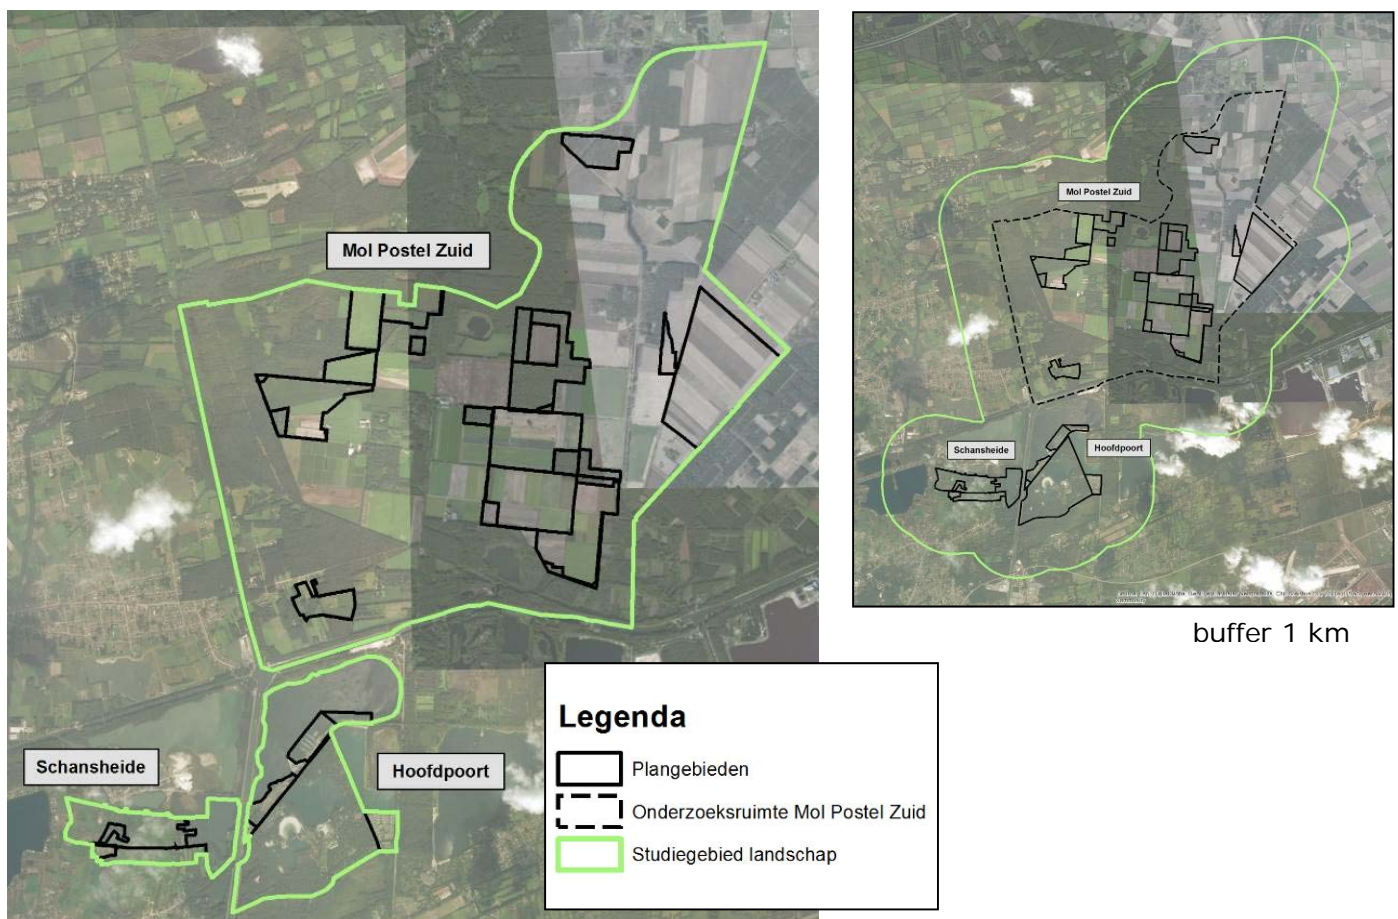 Mol Postel Zuid
Schansheide
Hoofdpoort
Mol Postel Zuid
Schansheide
Hoofdpoort
buffer 1 km
Legenda
Plangebieden
Onderzoeksruimte Mol Postel Zuid
Studiegebied landschap